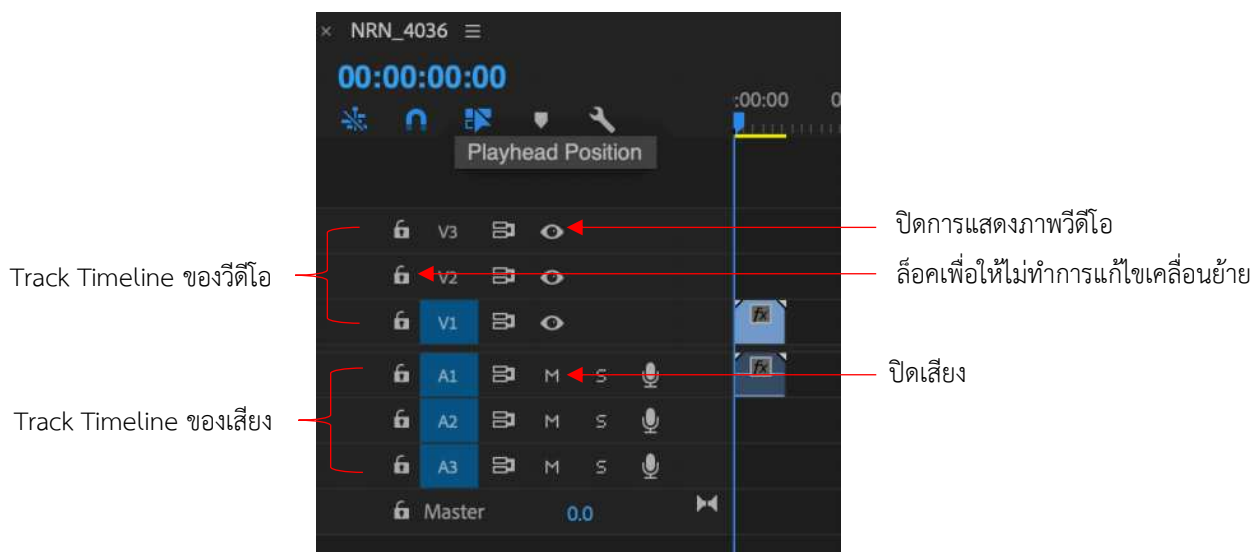 × NRN_4036 ≡
00:00:00:00
:00:00 0
Playhead Position
V3
ปิดการแสดงภาพวีดีโอ
Track Timeline ของวีดีโอ
V2
ล็อคเพื่อให้ไม่ทำการแก้ไขเคลื่อนย้าย
V1
fx
A1 M S
fx
ปิดเสียง
Track Timeline ของเสียง
A2 M S
A3 M S
Master 0.0